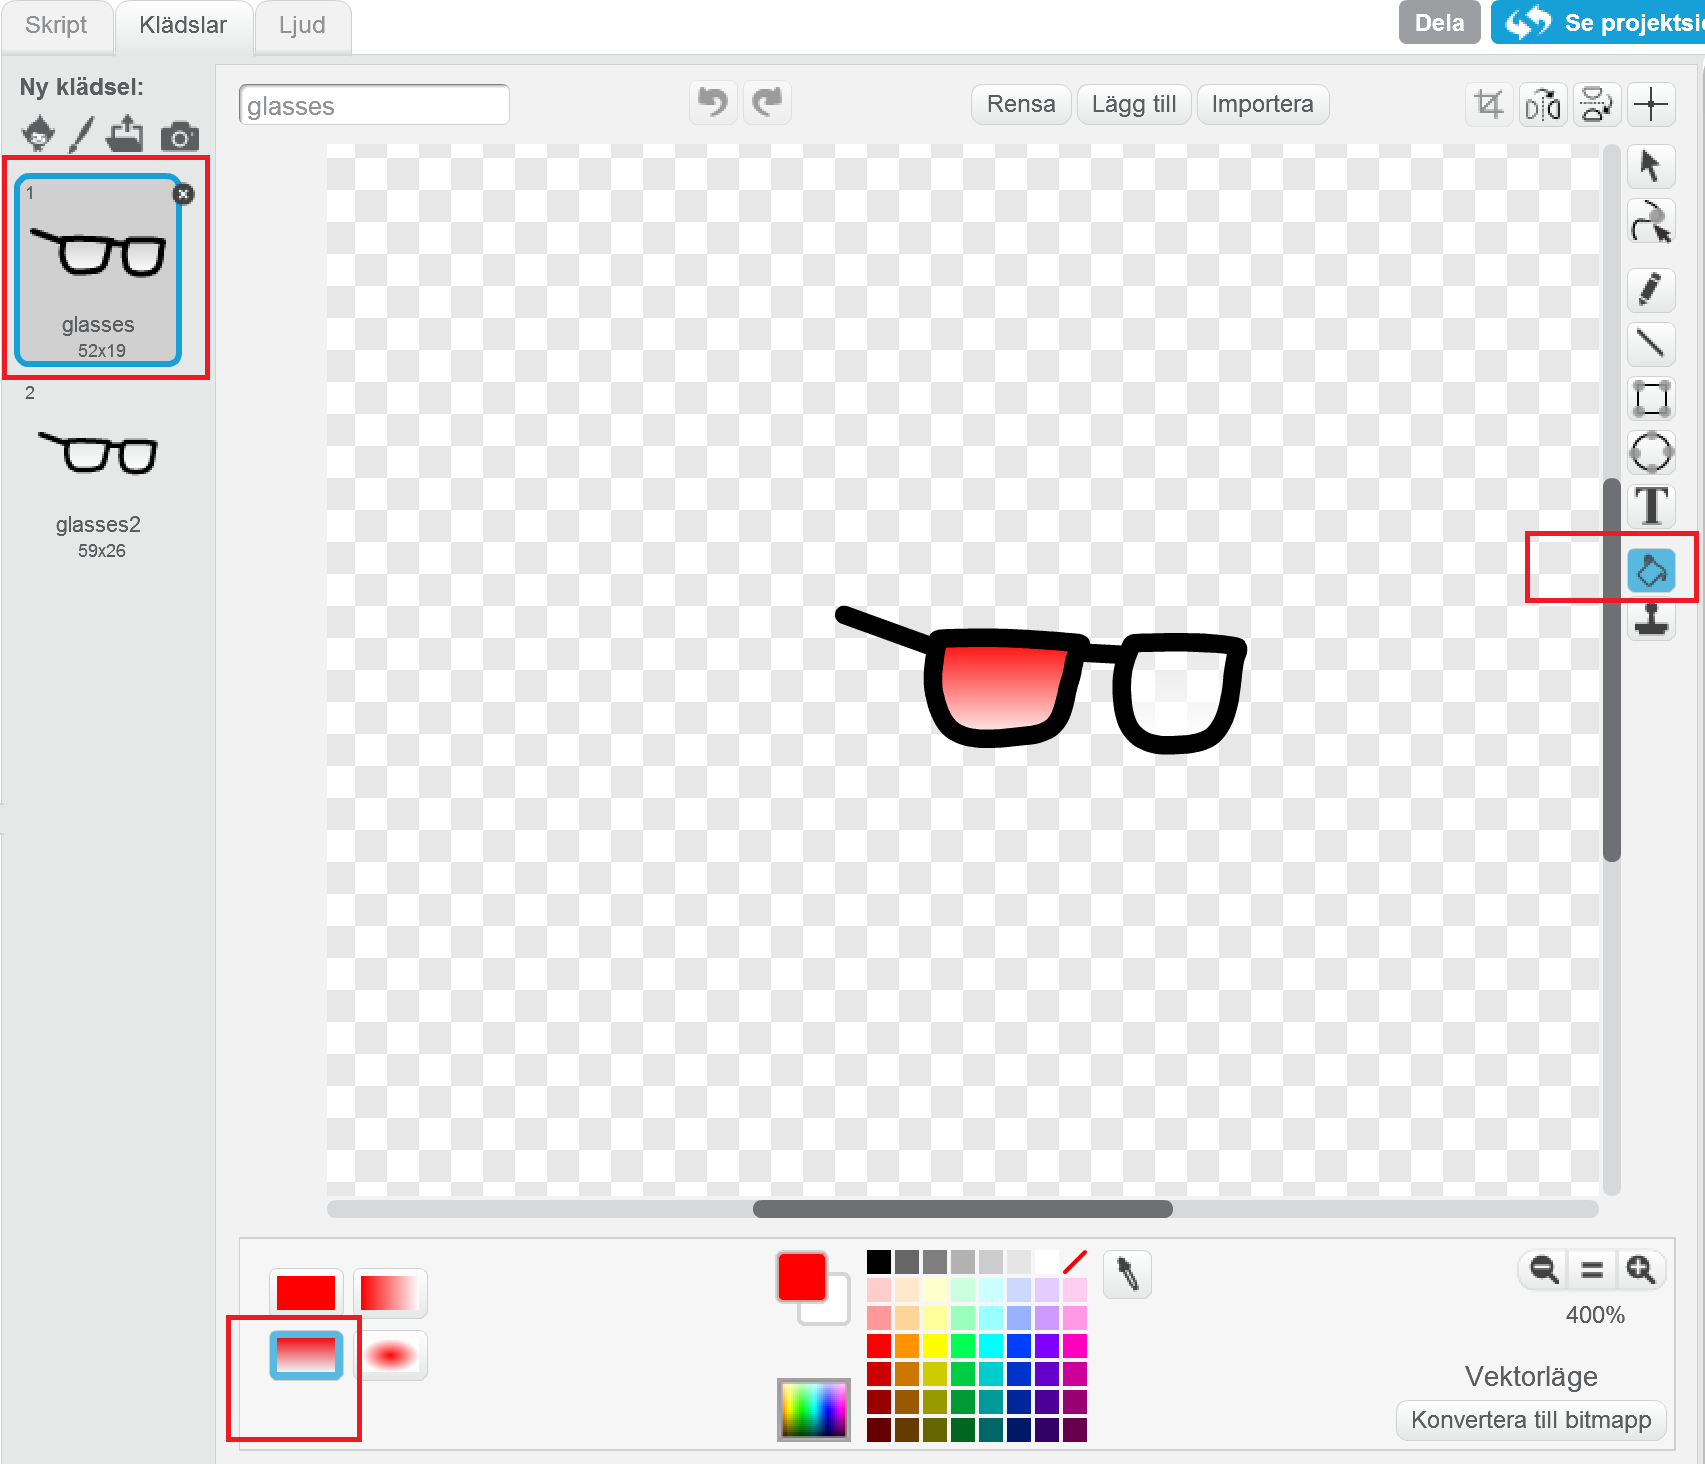 Skript
Klädslar
Ljud
Dela
Se projektsi
Ny klädsel:
glasses
Rensa
Lägg till
Importera
1
glasses
52x19
2
glasses2
59x26
T
400%
Vektorläge
Konvertera till bitmapp